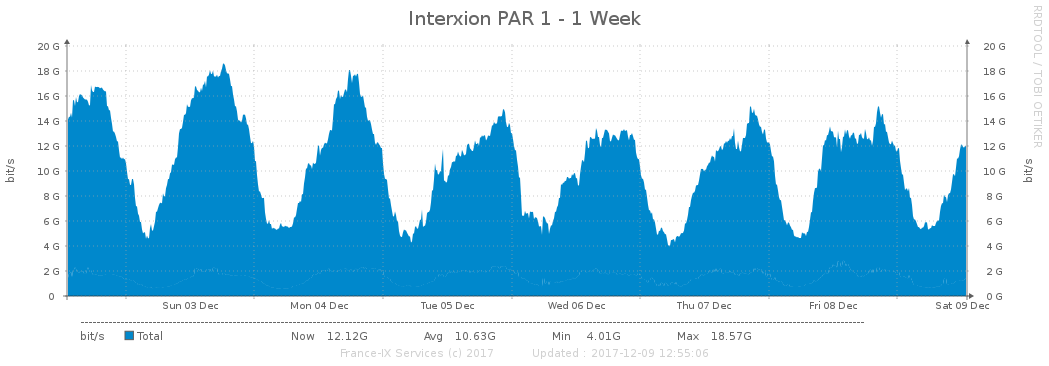 Interxion PAR 1 - 1 Week
RRDTOOL / TOBI OETIKER
bit/s
20 G 20 G
18 G 18 G
16 G 16 G
14 G 14 G
12 G 12 G
10 G 10 G
8 G 8 G
6 G 6 G
4 G 4 G
2 G 2 G
0 0 G
bit/s
Sun 03 Dec Mon 04 Dec Tue 05 Dec Wed 06 Dec Thu 07 Dec Fri 08 Dec Sat 09 Dec
bit/s Total Now 12.12G Avg 10.63G Min 4.01G Max 18.57G
France-IX Services (c) 2017 Updated : 2017-12-09 12:55:06